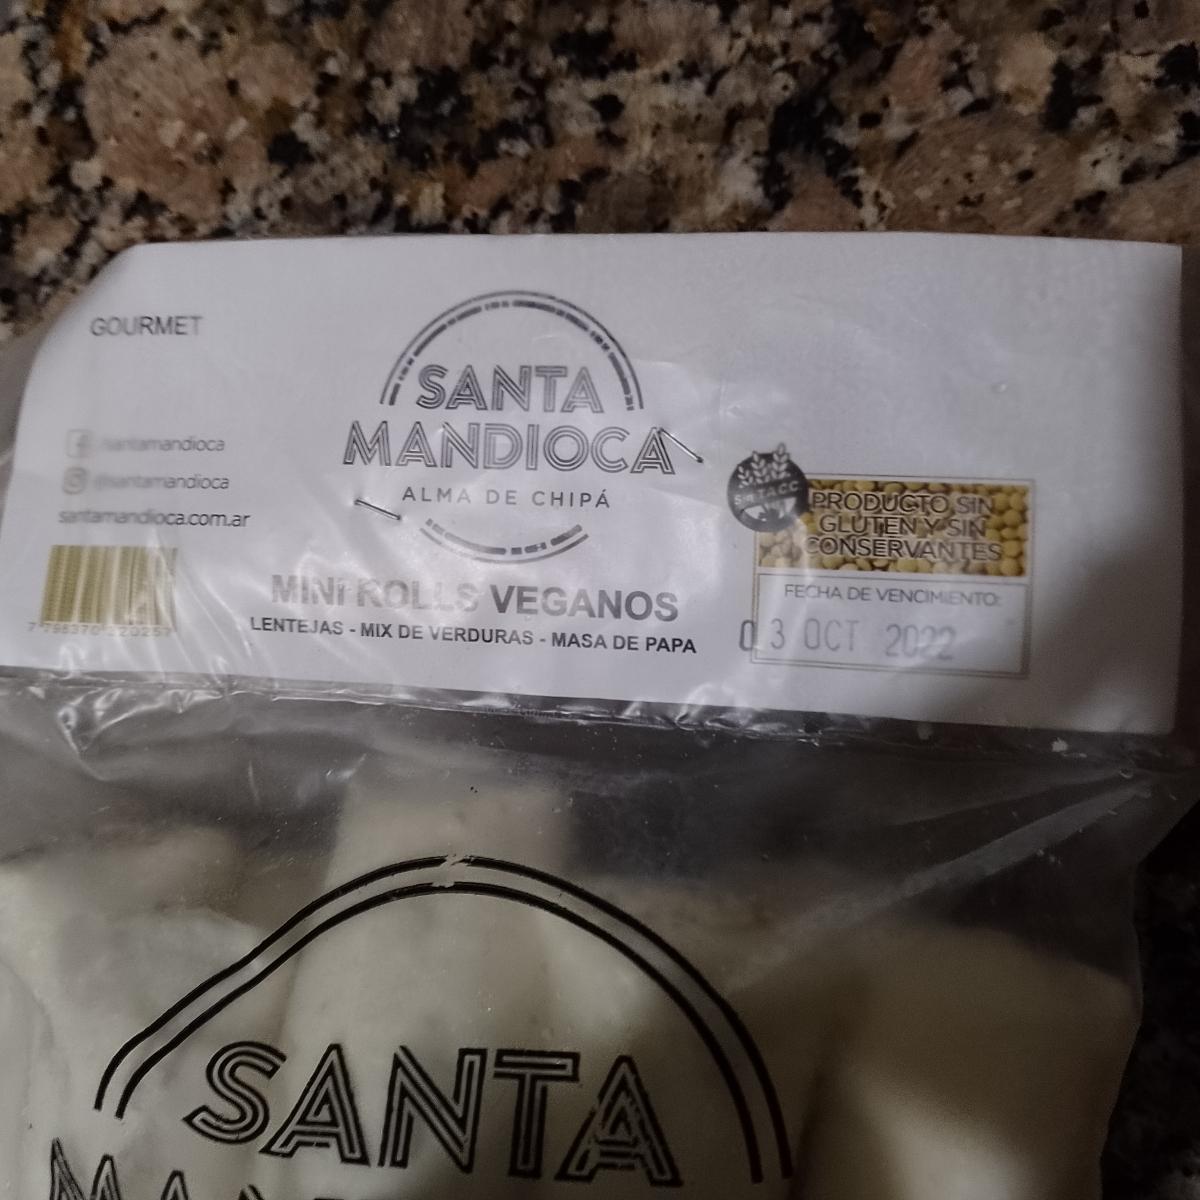 GOURMET
SANTA
MANDIOCA
ALMA DE CHIPÁ
/santamandioca
@santamandioca
santamandioca.com.ar
MINI ROLLS VEGANOS
LENTEJAS - MIX DE VERDURAS - MASA DE PAPA
Sin T.A.C.C.
PRODUCTO SIN
GLUTEN Y SIN
CONSERVANTES
FECHA DE VENCIMIENTO:
03 OCT 2022
SANTA